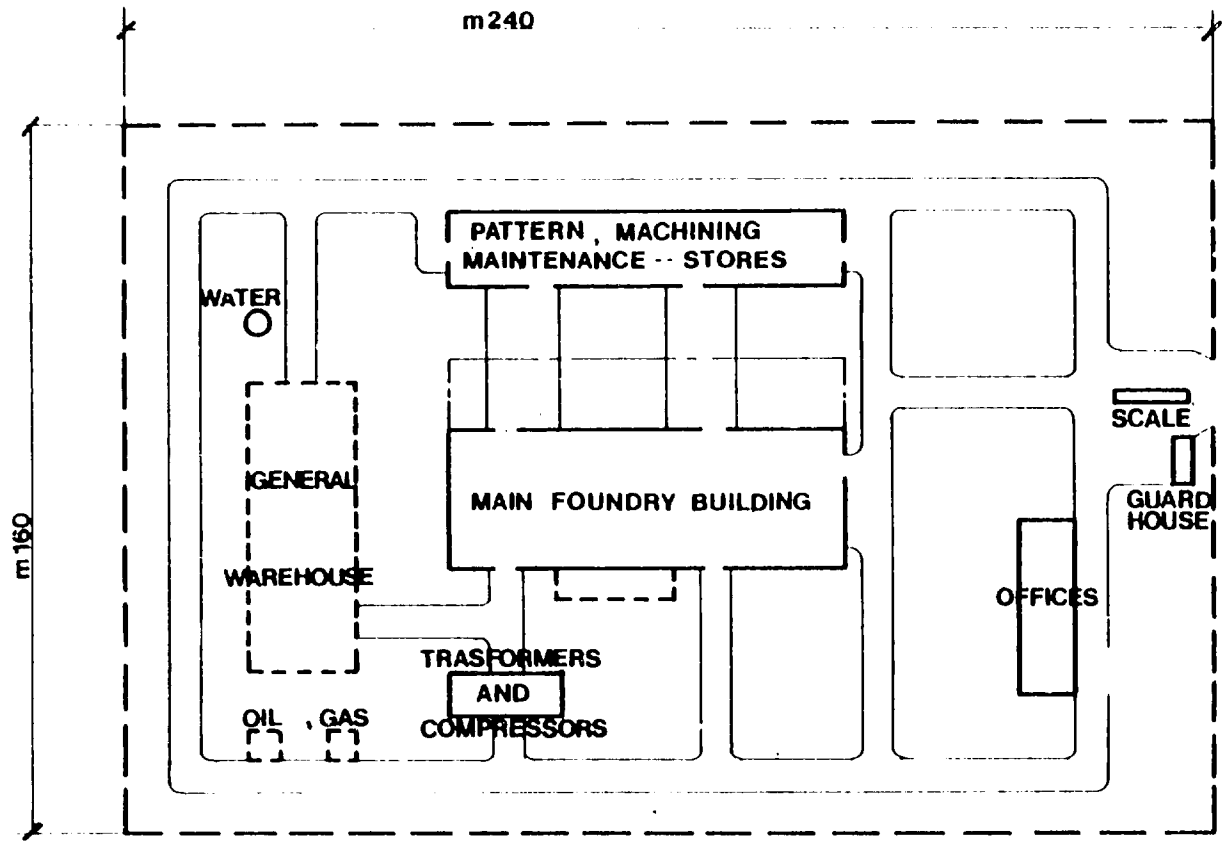 m240
m160
PATTERN, MACHINING
MAINTENANCE -- STORES
WATER
SCALE
GENERAL
MAIN FOUNDRY BUILDING
GUARD
HOUSE
WAREHOUSE
OFFICES
TRASFORMERS
AND
COMPRESSORS
OIL , GAS